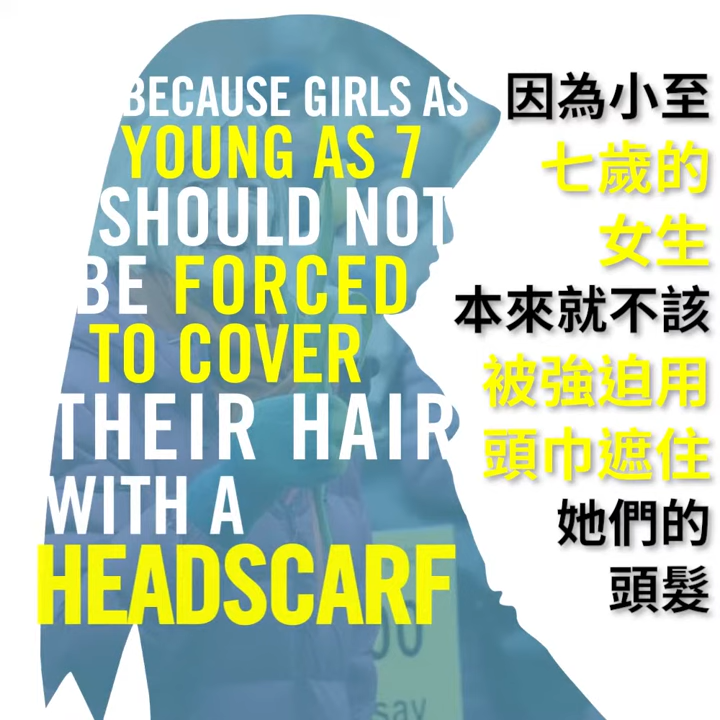 BECAUSE GIRLS AS
YOUNG AS 7
SHOULD NOT
BE FORCED
TO COVER
THEIR HAIR
WITH A
HEADSCARF
因為小至
七歲的
女生
本來就不該
被強迫用
頭巾遮住
她們的
頭髮
00
say